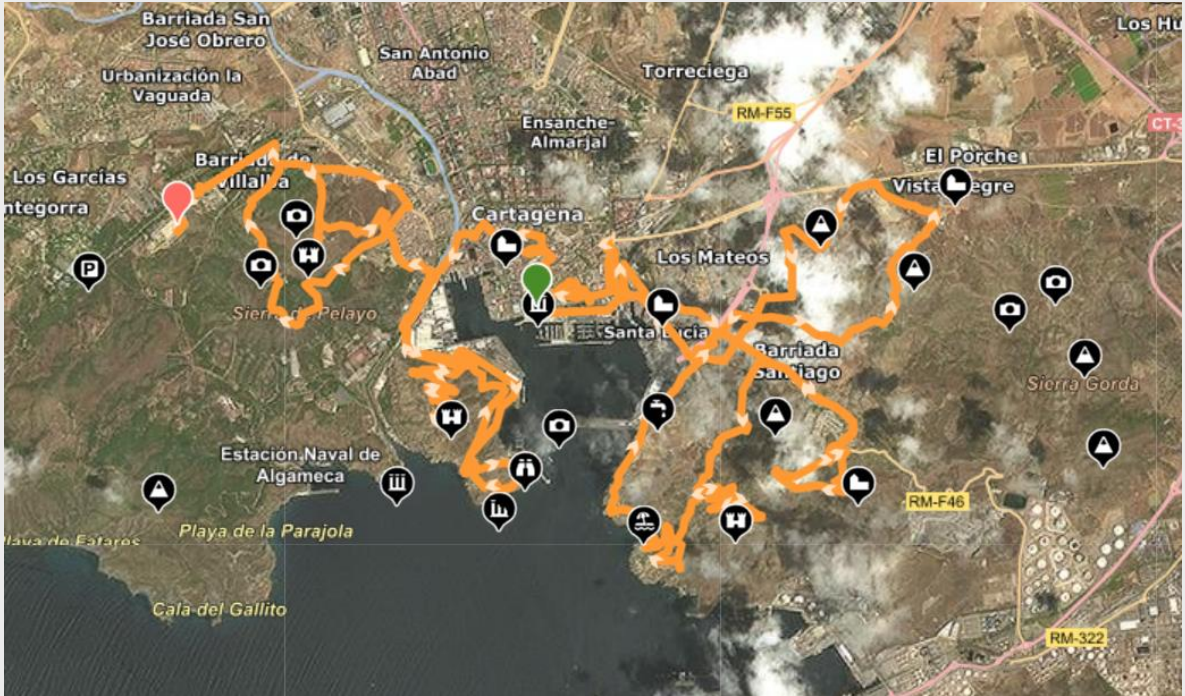 Barriada San
José Obrero
Los Hu
San Antonio
Abad
Urbanización la
Vaguada
Torreciega
RM-F55
Ensanche-
Almarjal
CT-3
El Porche
Barriada de
Villalba
Los Garcías
Vista Alegre
ntegorra
Cartagena
Los Mateos
P
Sierra de Pelayo
Santa Lucía
Barriada
Santiago
Sierra Gorda
Estación Naval de
Algameca
RM-F46
Playa de la Parajola
Playa de Fatares
Cala del Gallito
RM-322